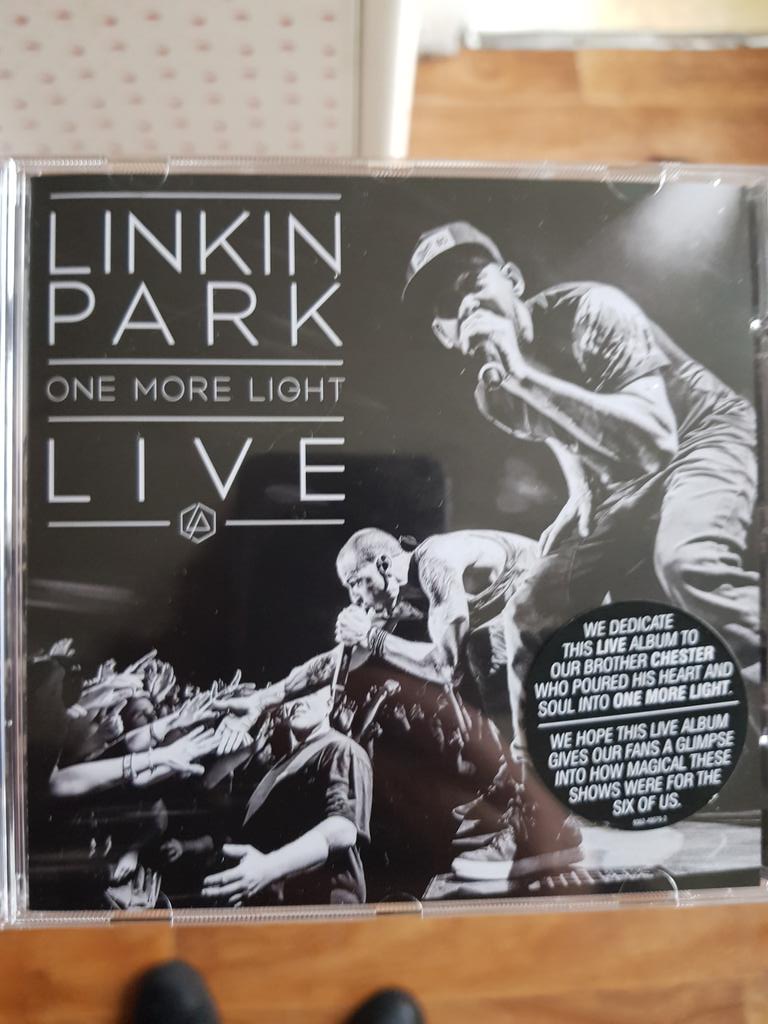 LINKIN
PARK
ONE MORE LIGHT
LIVE
WE DEDICATE
THIS LIVE ALBUM TO
OUR BROTHER CHESTER
WHO POURED HIS HEART AND
SOUL INTO ONE MORE LIGHT.
WE HOPE THIS LIVE ALBUM
GIVES OUR FANS A GLIMPSE
INTO HOW MAGICAL THESE
SHOWS WERE FOR THE
SIX OF US.